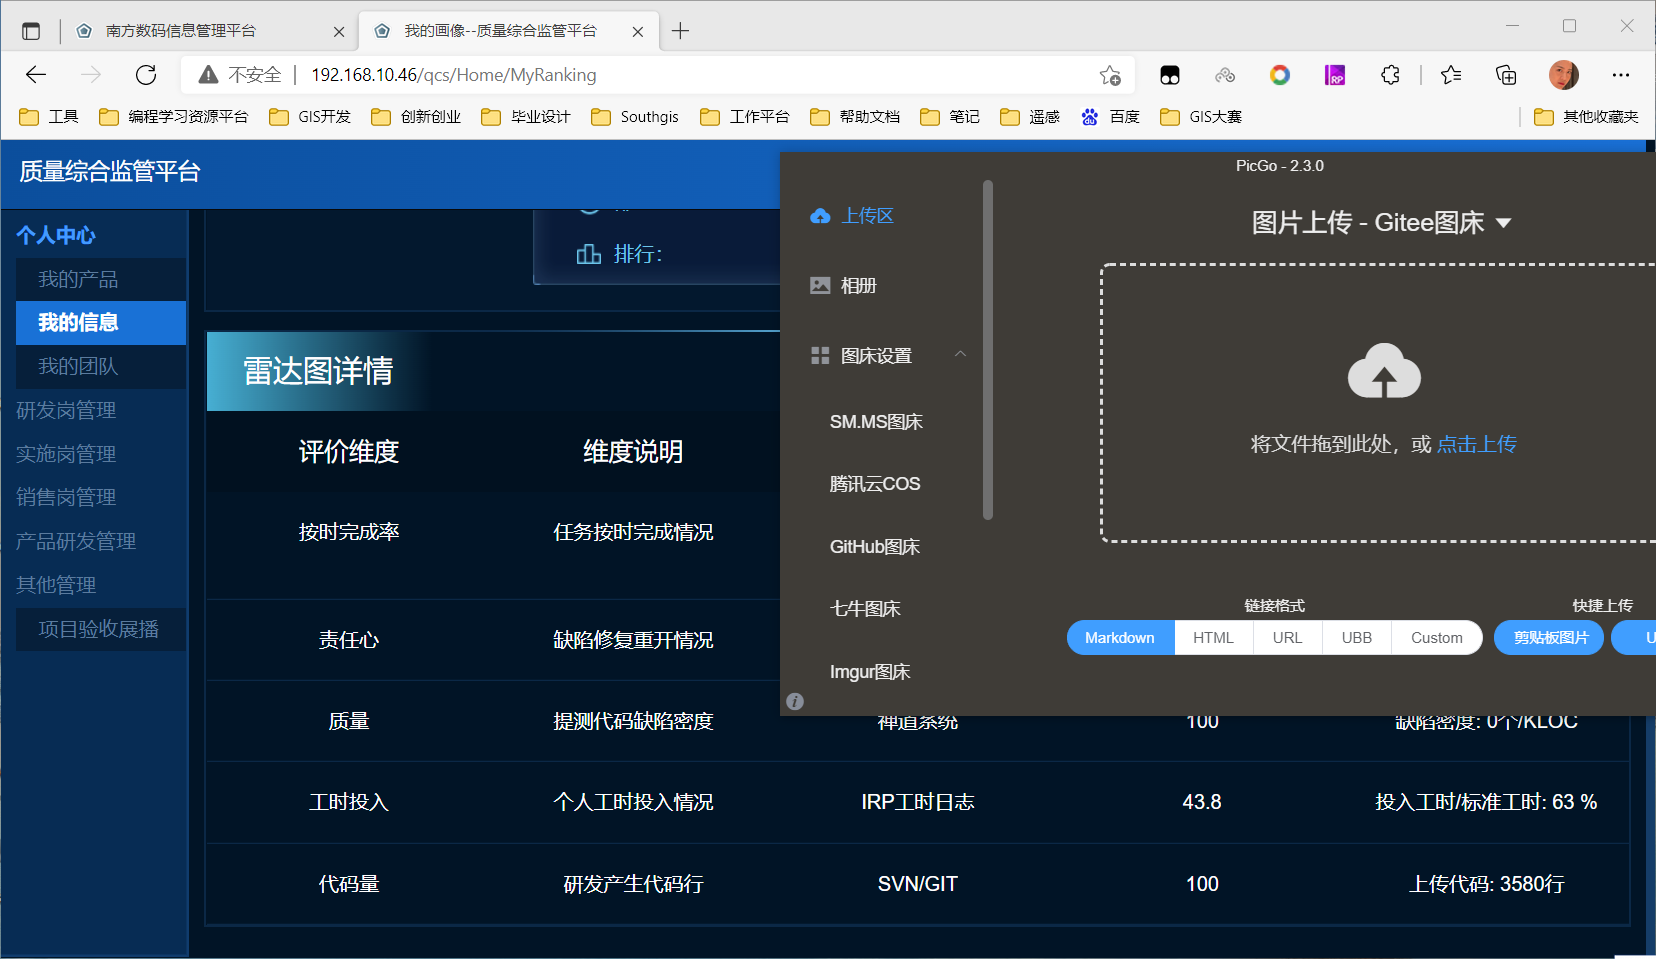 南方数码信息管理平台
我的画像--质量综合监管平台
不安全 192.168.10.46/qcs/Home/MyRanking
工具 编程学习资源平台 GIS开发 创新创业 毕业设计 Southgis 工作平台 帮助文档 笔记 遥感 百度 GIS大赛 其他收藏夹
质量综合监管平台
个人中心
我的产品
我的信息
我的团队
研发岗管理
实施岗管理
销售岗管理
产品研发管理
其他管理
项目验收展播
排行:
雷达图详情
评价维度 维度说明
按时完成率 任务按时完成情况
责任心 缺陷修复重开情况
质量 提测代码缺陷密度 禅道系统 100 缺陷密度: 0个/KLOC
工时投入 个人工时投入情况 IRP工时日志 43.8 投入工时/标准工时: 63 %
代码量 研发产生代码行 SVN/GIT 100 上传代码: 3580行
PicGo - 2.3.0
上传区
相册
图床设置
SM.MS图床
腾讯云COS
GitHub图床
七牛图床
Imgur图床
图片上传 - Gitee图床
将文件拖到此处，或 点击上传
链接格式 快捷上传
Markdown HTML URL UBB Custom 剪贴板图片 U